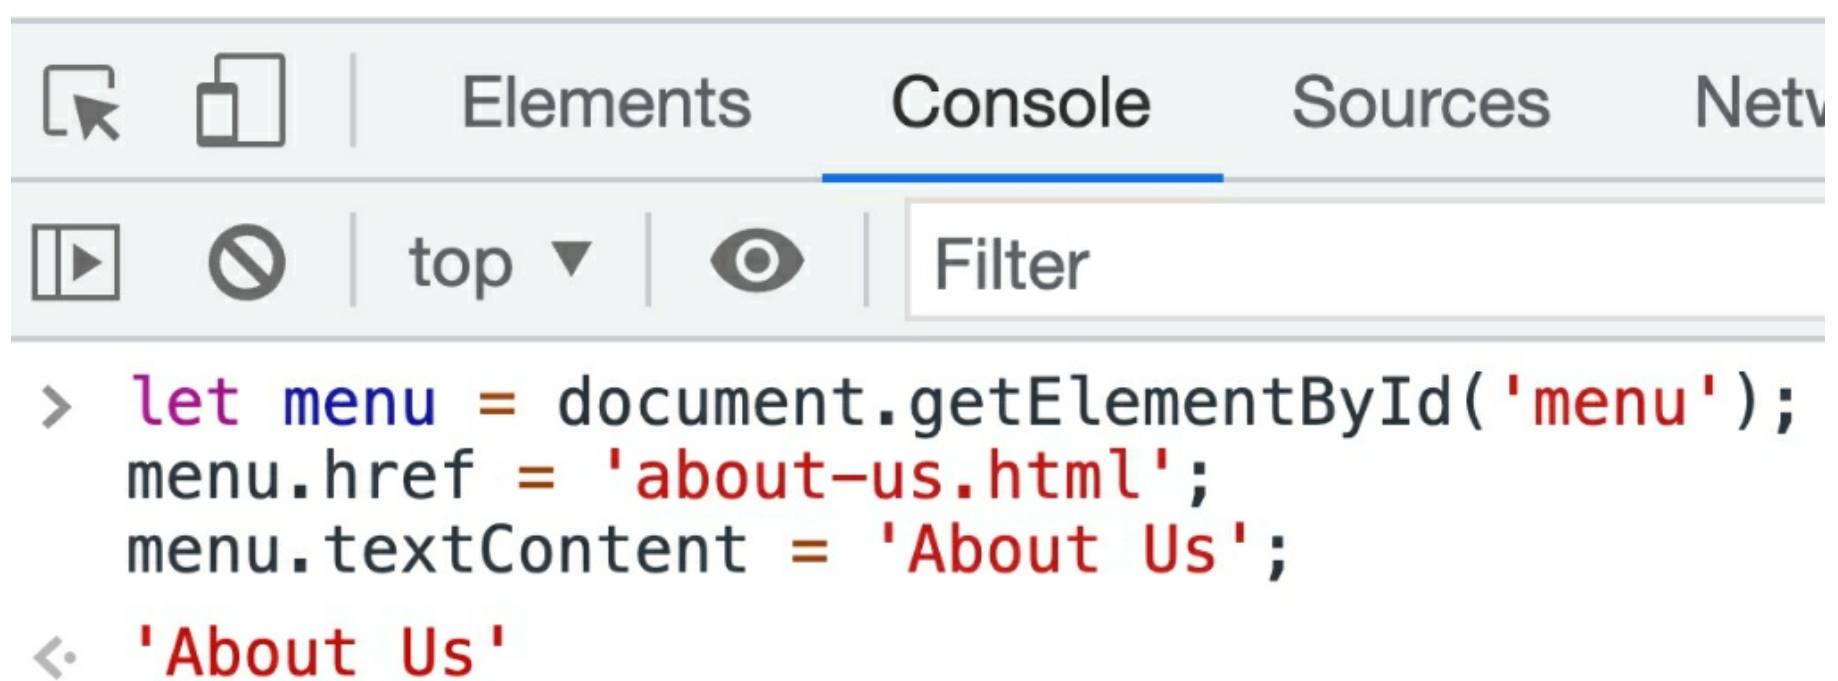 Elements Console Sources
top Filter
let menu = document.getElementById('menu');
menu.href = 'about-us.html';
menu.textContent = 'About Us';
'About Us'